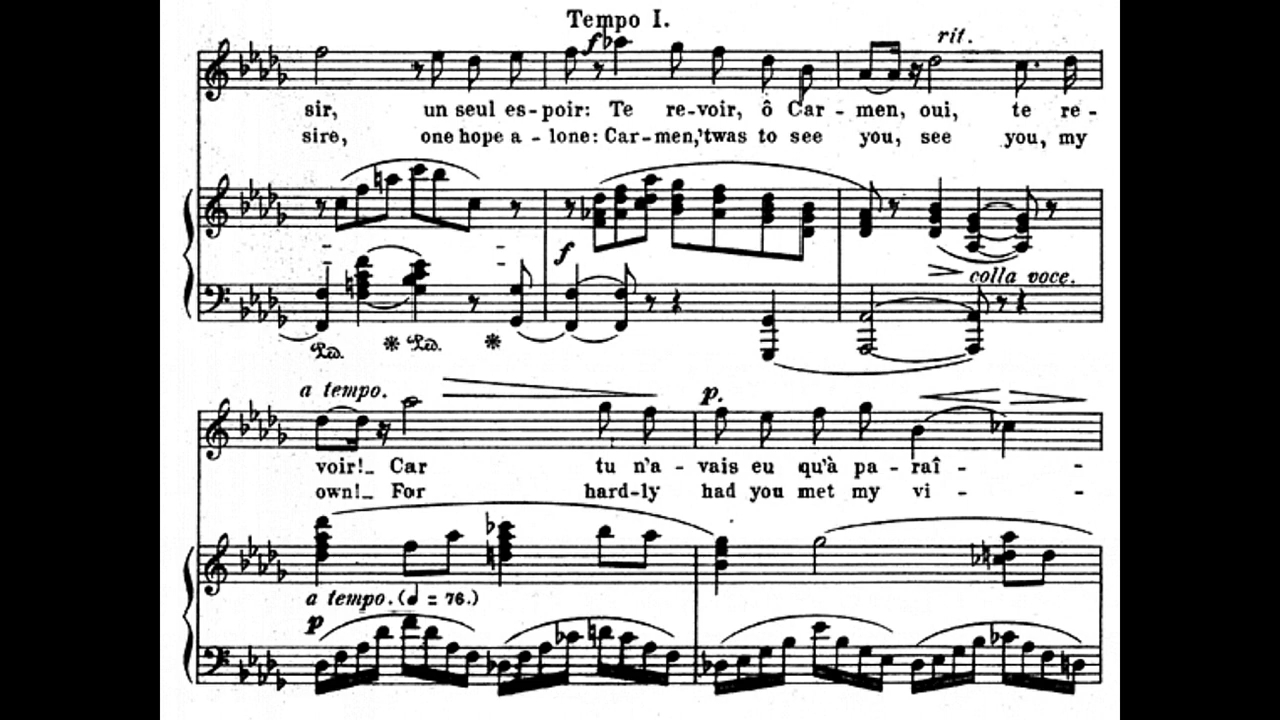 Tempo I.
f
rit.
sir, un seul es-poir: Te re-voir, ô Car-men, oui, te re-
sire, one hope a-lone: Car-men,'twas to see you, see you, my
f
colla voce.
Ped. * Ped. *
a tempo.
p.
voir!_ Car tu n'a-vais eu qu'à pa-raî- -
own!_ For hard-ly had you met my vi- -
a tempo. (♩ = 76.)
p